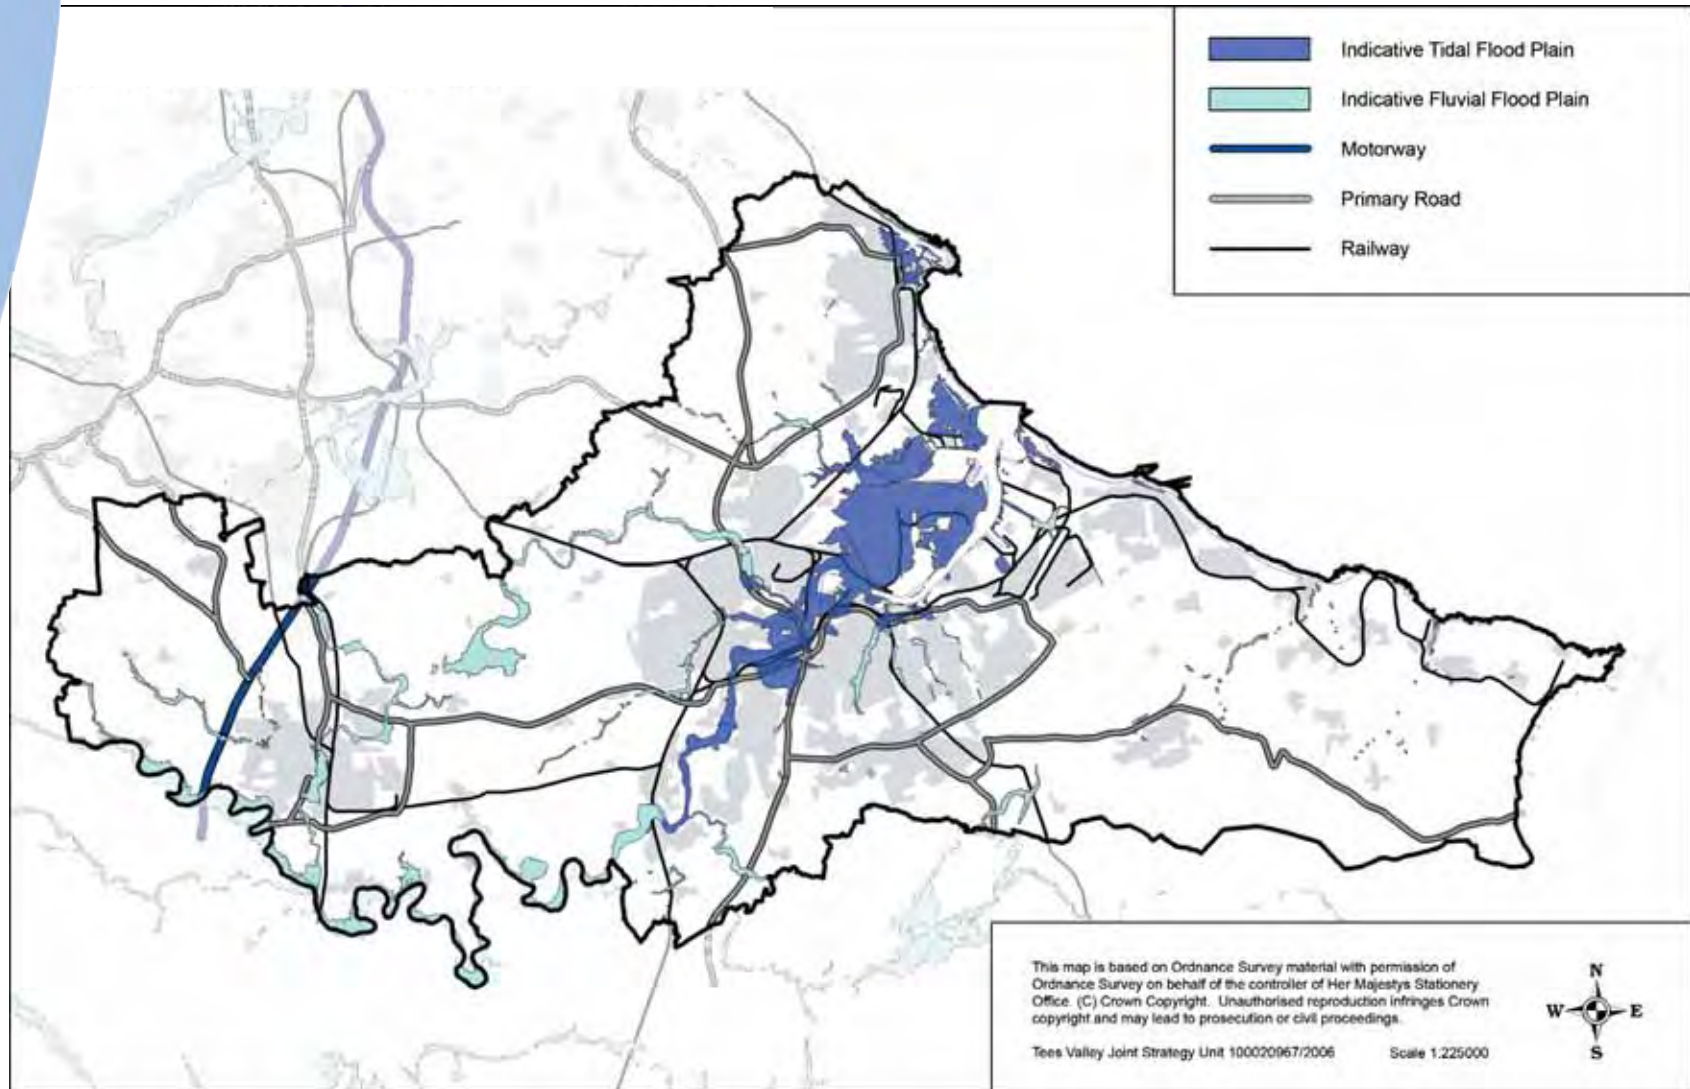 Indicative Tidal Flood Plain
Indicative Fluvial Flood Plain
Motorway
Primary Road
Railway
This map is based on Ordnance Survey material with permission of
Ordnance Survey on behalf of the controller of Her Majestys Stationery
Office. (C) Crown Copyright. Unauthorised reproduction infringes Crown
copyright and may lead to prosecution or civil proceedings.
Tees Valley Joint Strategy Unit 100020967/2006 Scale 1:225000
N
W E
S